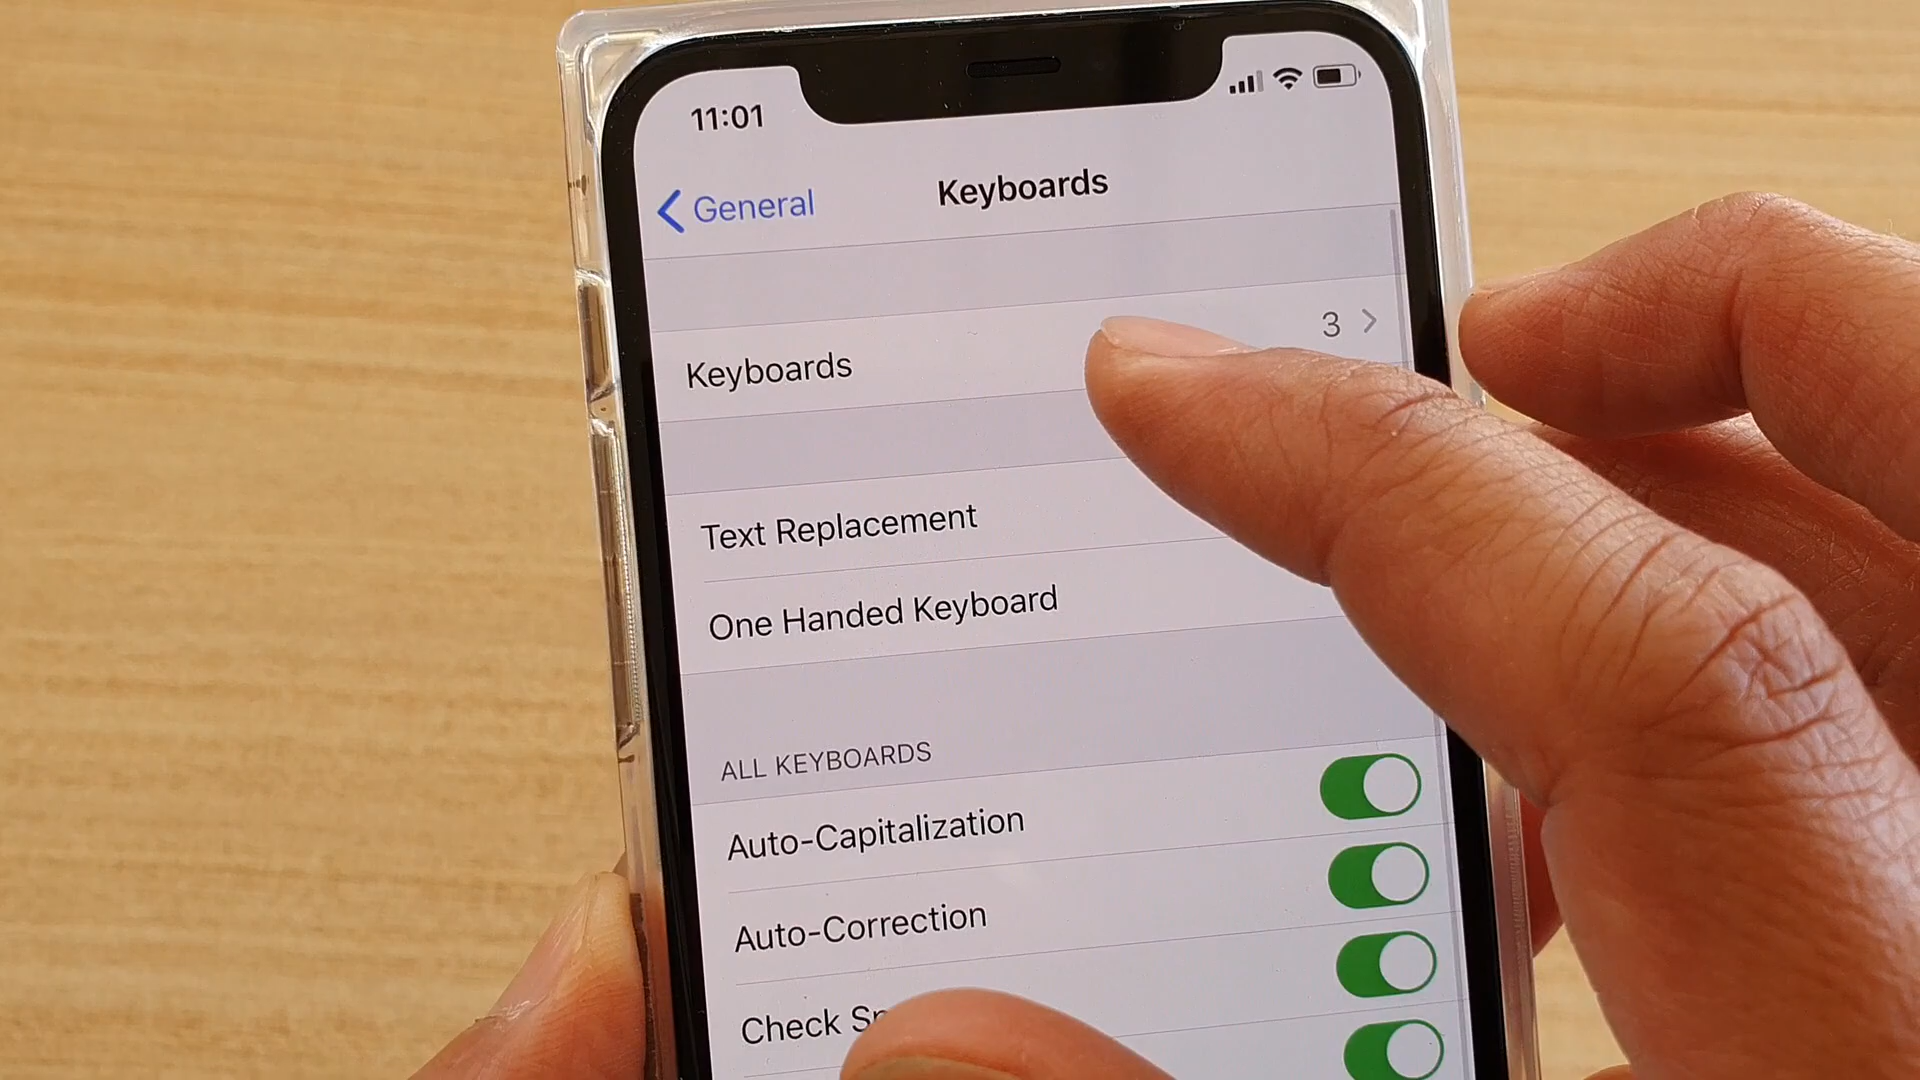 11:01
General
Keyboards
Keyboards 3
Text Replacement
One Handed Keyboard
ALL KEYBOARDS
Auto-Capitalization
Auto-Correction
Check